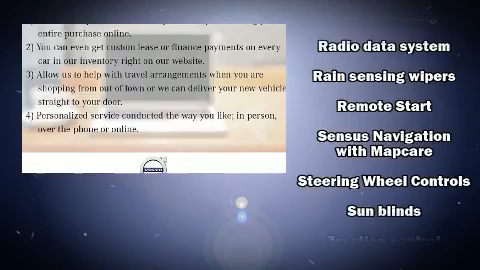 entire purchase online.
2) You can even get custom lease or finance payments on every
car in our inventory right on our website.
3) Allow us to help with travel arrangements when you are
shopping from out of town or we can deliver your new vehicle
straight to your door.
4) Personalized service conducted the way you like; in person,
over the phone or online.
Radio data system
Rain sensing wipers
Remote Start
Sensus Navigation
with Mapcare
Steering Wheel Controls
Sun blinds